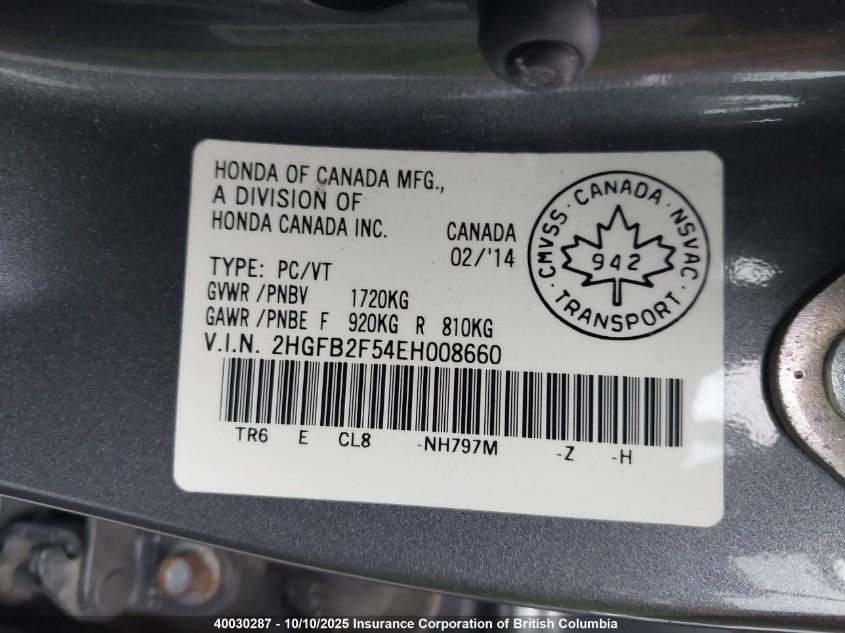 HONDA OF CANADA MFG.,
A DIVISION OF
HONDA CANADA INC.
CANADA
02/'14
TYPE: PC/VT
GVWR /PNBV 1720KG
GAWR /PNBE F 920KG R 810KG
V.I.N. 2HGFB2F54EH008660
TR6 E CL8 -NH797M -Z -H
CMVSS · CANADA · NSVAC
942
TRANSPORT
40030287 - 10/10/2025 Insurance Corporation of British Columbia